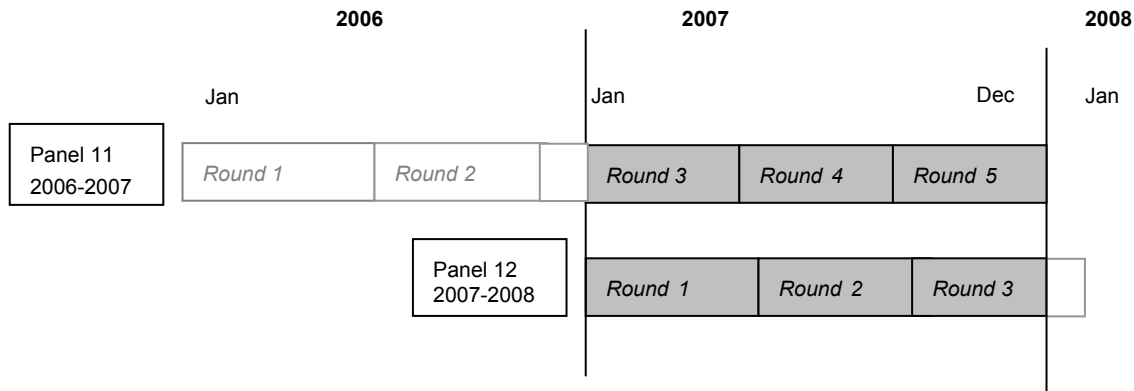 2006 2007 2008
Jan Jan Dec Jan
Panel 11
2006-2007
Round 1 Round 2 Round 3 Round 4 Round 5
Panel 12
2007-2008
Round 1 Round 2 Round 3